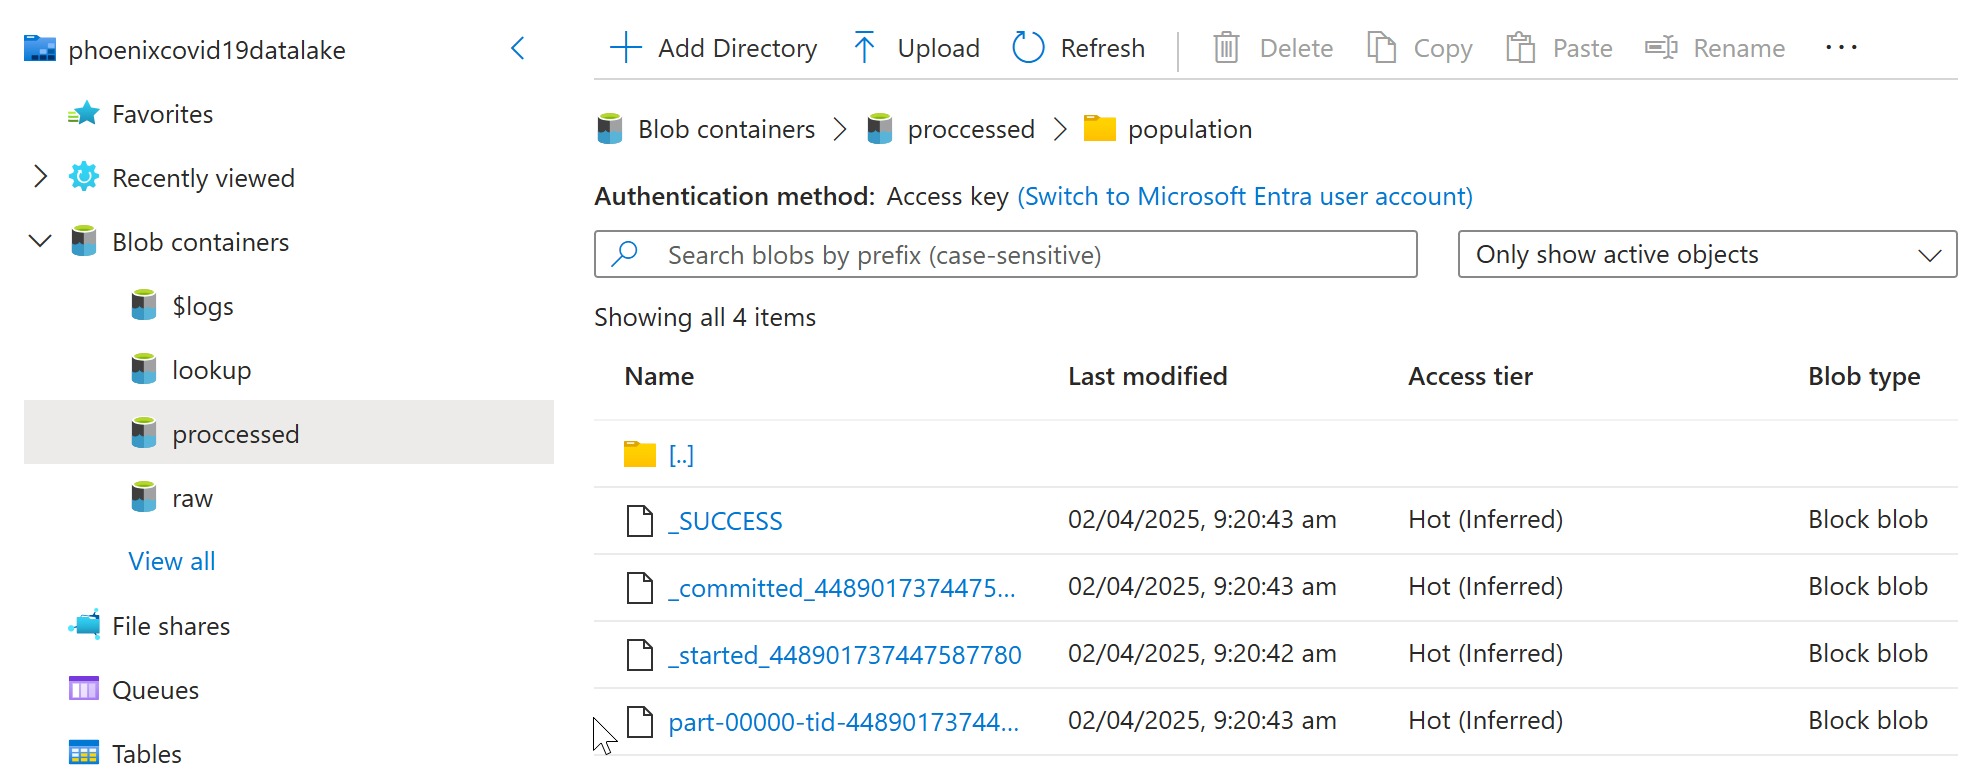 phoenixcovid19datalake
Favorites
Recently viewed
Blob containers
$logs
lookup
proccessed
raw
View all
File shares
Queues
Tables
Add Directory Upload Refresh Delete Copy Paste Rename ...
Blob containers > proccessed > population
Authentication method: Access key (Switch to Microsoft Entra user account)
Search blobs by prefix (case-sensitive) Only show active objects
Showing all 4 items
Name Last modified Access tier Blob type
[..]
_SUCCESS 02/04/2025, 9:20:43 am Hot (Inferred) Block blob
_committed_4489017374475... 02/04/2025, 9:20:43 am Hot (Inferred) Block blob
_started_448901737447587780 02/04/2025, 9:20:42 am Hot (Inferred) Block blob
part-00000-tid-44890173744... 02/04/2025, 9:20:43 am Hot (Inferred) Block blob